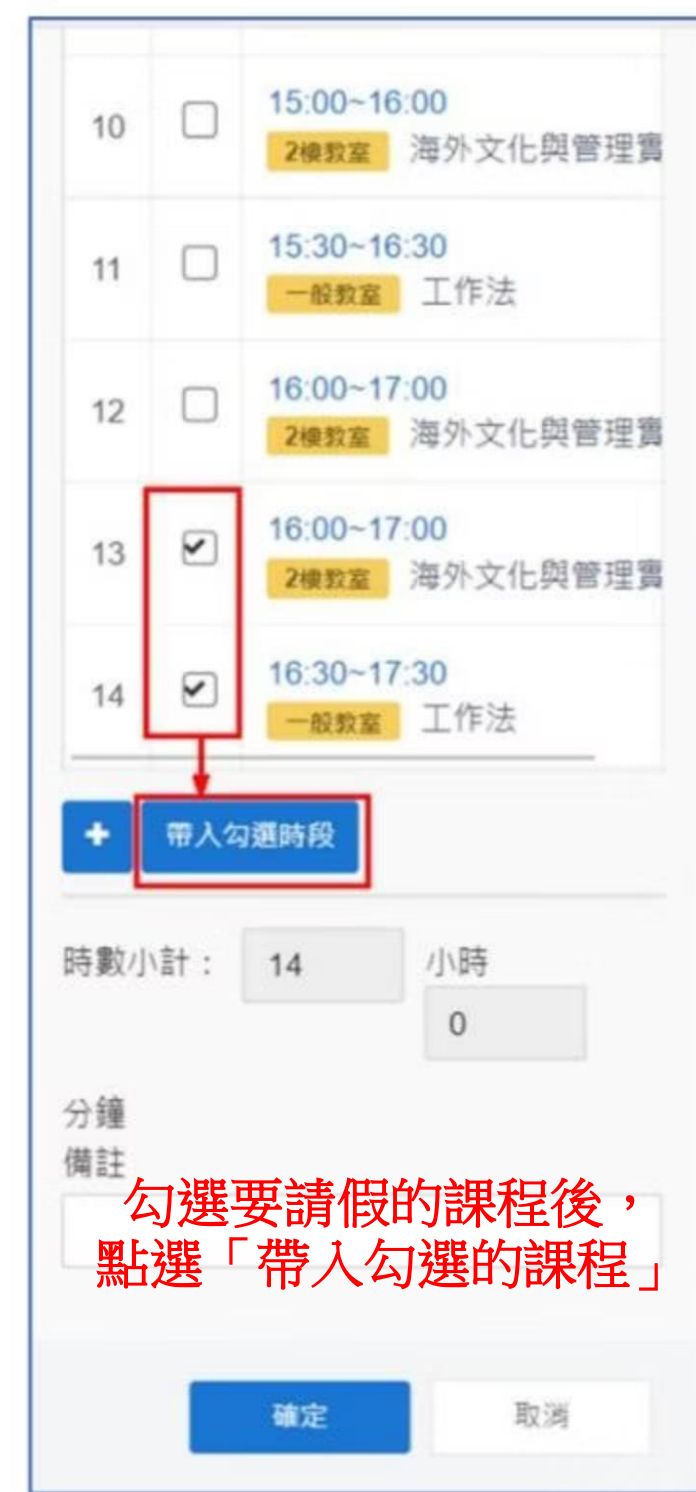 10
15:00~16:00
2樓教室 海外文化與管理實
11
15:30~16:30
一般教室 工作法
12
16:00~17:00
2樓教室 海外文化與管理實
13
16:00~17:00
2樓教室 海外文化與管理實
14
16:30~17:30
一般教室 工作法
+ 帶入勾選時段
時數小計: 14 小時
0
分鐘
備註
勾選要請假的課程後，
點選「帶入勾選的課程」
確定 取消